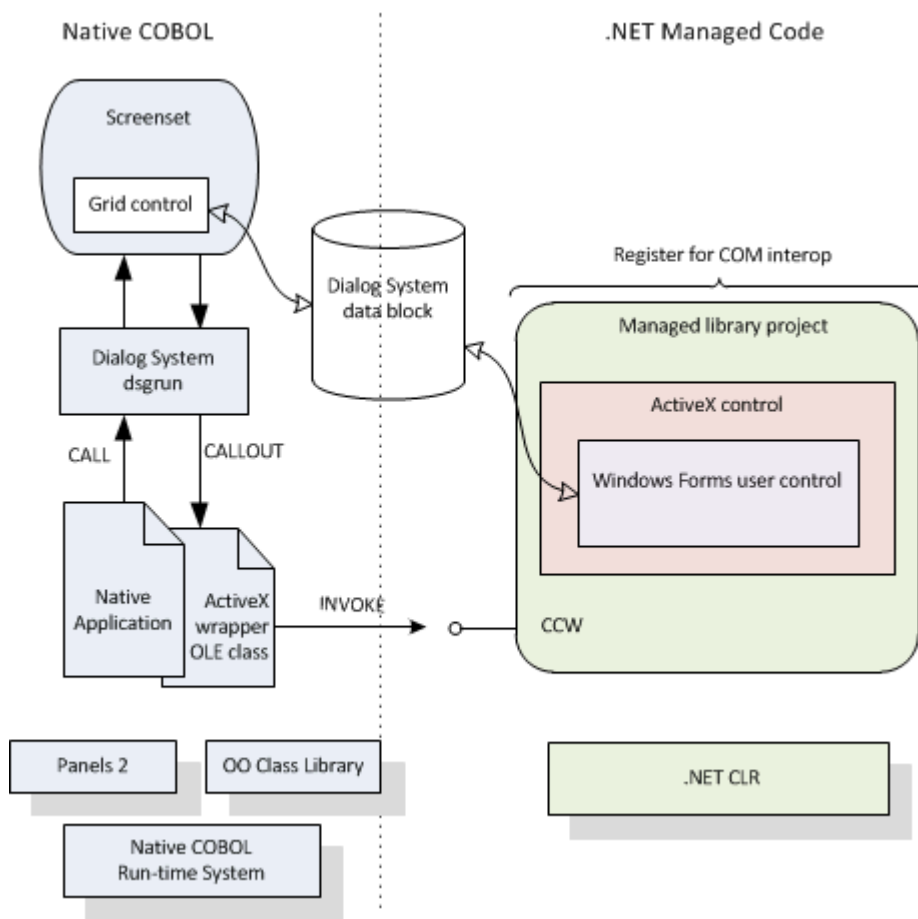 Native COBOL
.NET Managed Code
Screenset
Grid control
Dialog System
data block
Register for COM interop
Managed library project
Dialog System
dsgrun
ActiveX control
CALL
CALLOUT
Windows Forms user control
Native
Application
ActiveX
wrapper
OLE class
INVOKE
CCW
Panels 2
OO Class Library
.NET CLR
Native COBOL
Run-time System